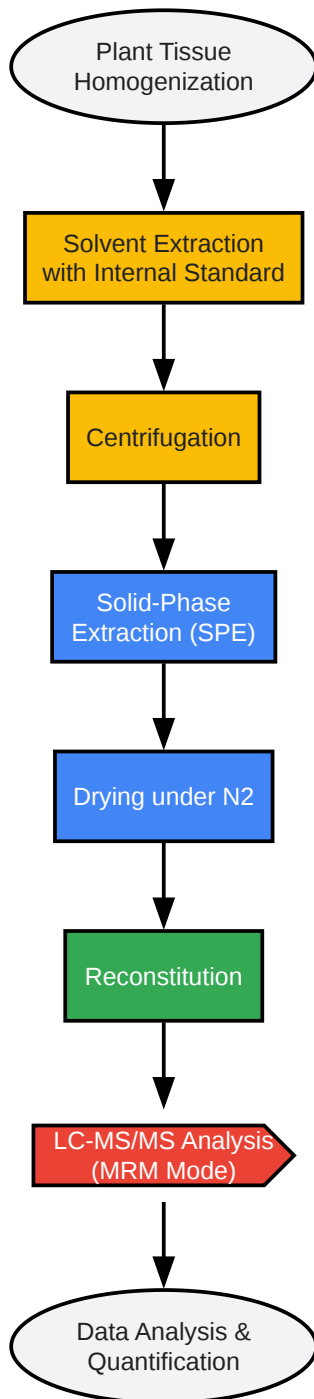 Plant Tissue
Homogenization
Solvent Extraction
with Internal Standard
Centrifugation
Solid-Phase
Extraction (SPE)
Drying under N2
Reconstitution
LC-MS/MS Analysis
(MRM Mode)
Data Analysis &
Quantification